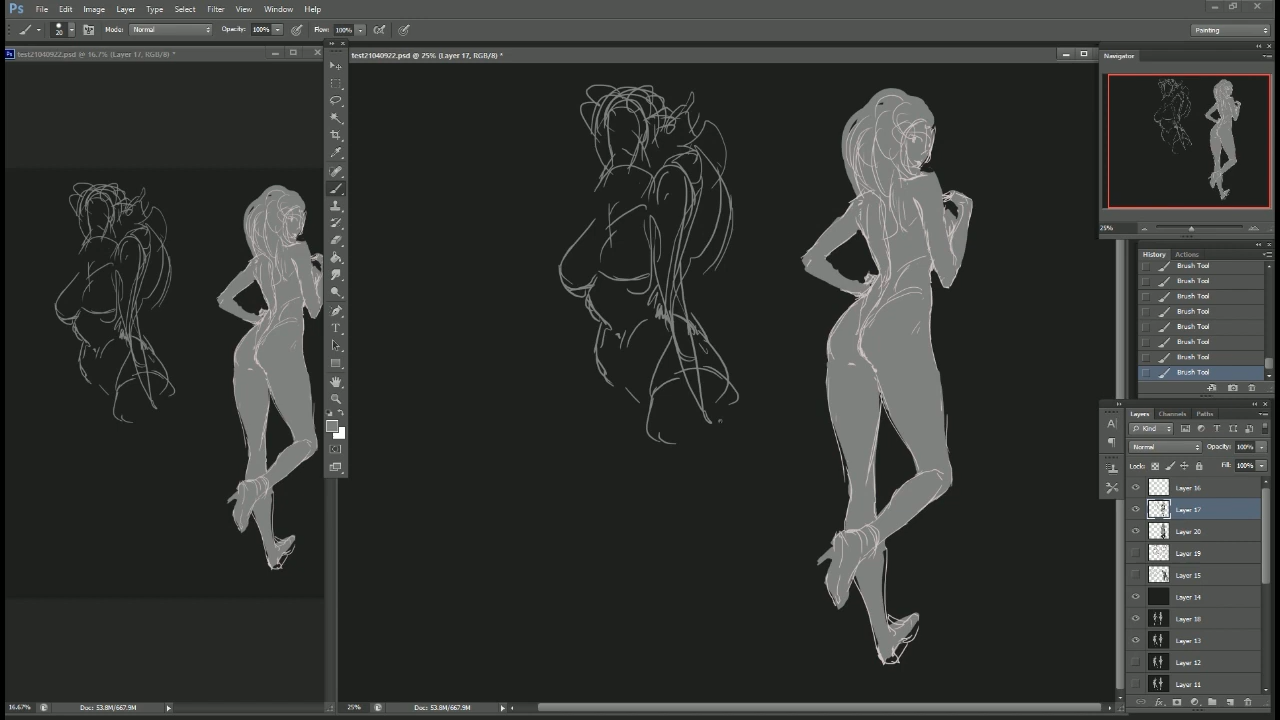 Ps File Edit Image Layer Type Select Filter 3D View Window Help
20 Mode: Normal Opacity: 100% Flow: 100% Painting
Ps test21040922.psd @ 16.7% (Layer 17, RGB/8) *
test21040922.psd @ 25% (Layer 17, RGB/8) *
Navigator
25%
History Actions
Brush Tool
Brush Tool
Brush Tool
Brush Tool
Brush Tool
Brush Tool
Brush Tool
Brush Tool
Layers Channels Paths
Kind
Normal Opacity: 100%
Lock: Fill: 100%
Layer 16
Layer 17
Layer 20
Layer 19
Layer 15
Layer 14
Layer 18
Layer 13
Layer 12
Layer 11
16.67% Doc: 53.8M/667.9M
25% Doc: 53.8M/667.9M